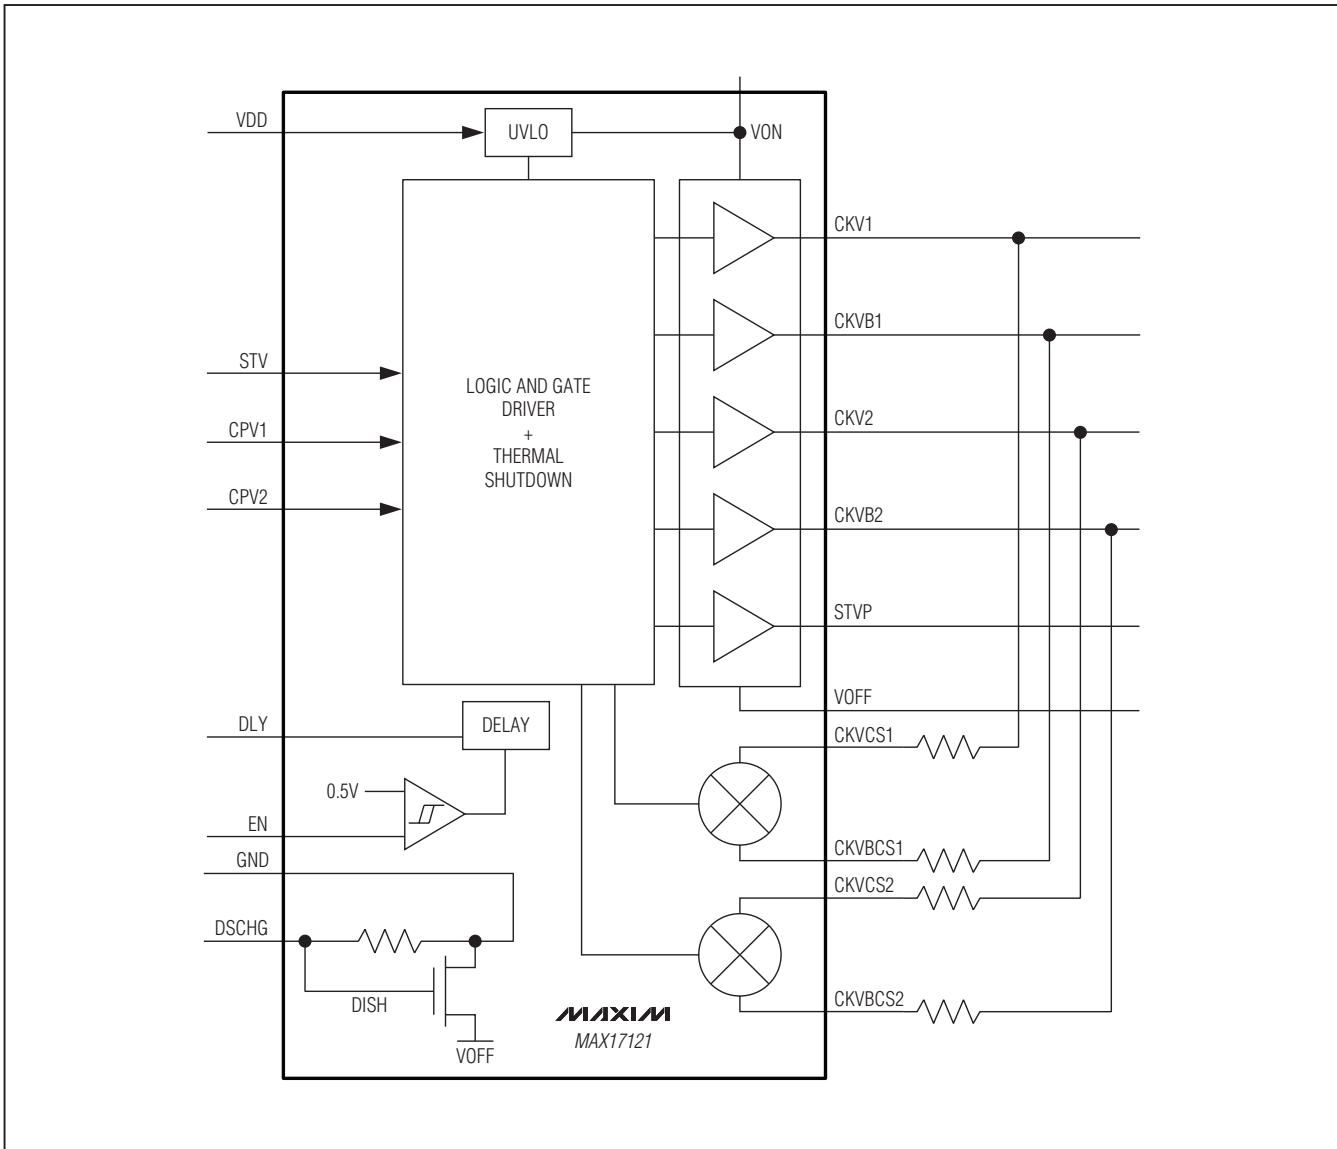 VDD
UVLO
VON
CKV1
CKVB1
STV
LOGIC AND GATE
DRIVER
+
THERMAL
SHUTDOWN
CPV1
CPV2
CKV2
CKVB2
STVP
VOFF
DLY
DELAY
CKVCS1
0.5V
EN
GND
CKVBCS1
CKVCS2
DSCHG
DISH
VOFF
CKVBCS2
MAXIM
MAX17121